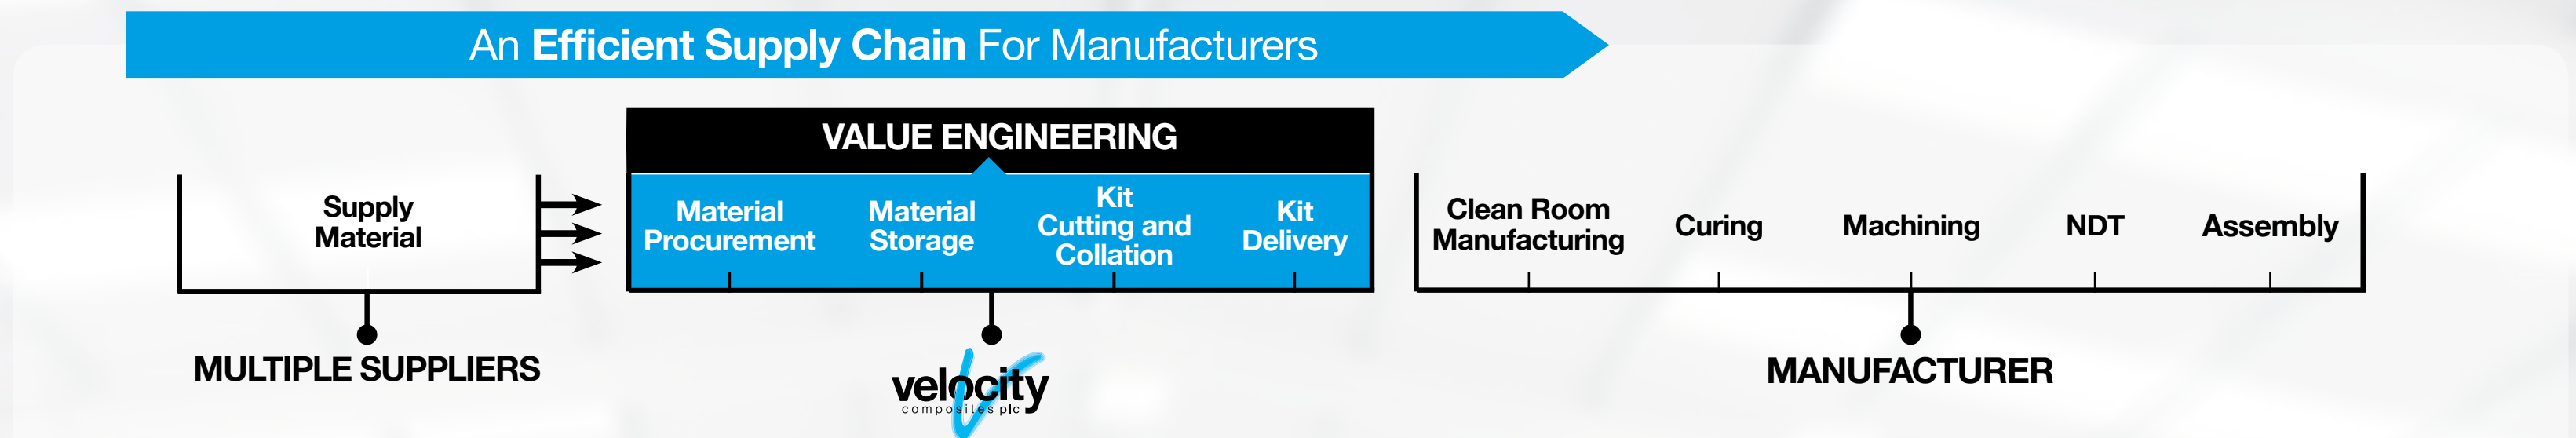 An Efficient Supply Chain For Manufacturers
VALUE ENGINEERING
Supply
Material
Material
Procurement
Material
Storage
Kit
Cutting and
Collation
Kit
Delivery
Clean Room
Manufacturing
Curing
Machining
NDT
Assembly
MULTIPLE SUPPLIERS
velocity
composites plc
MANUFACTURER